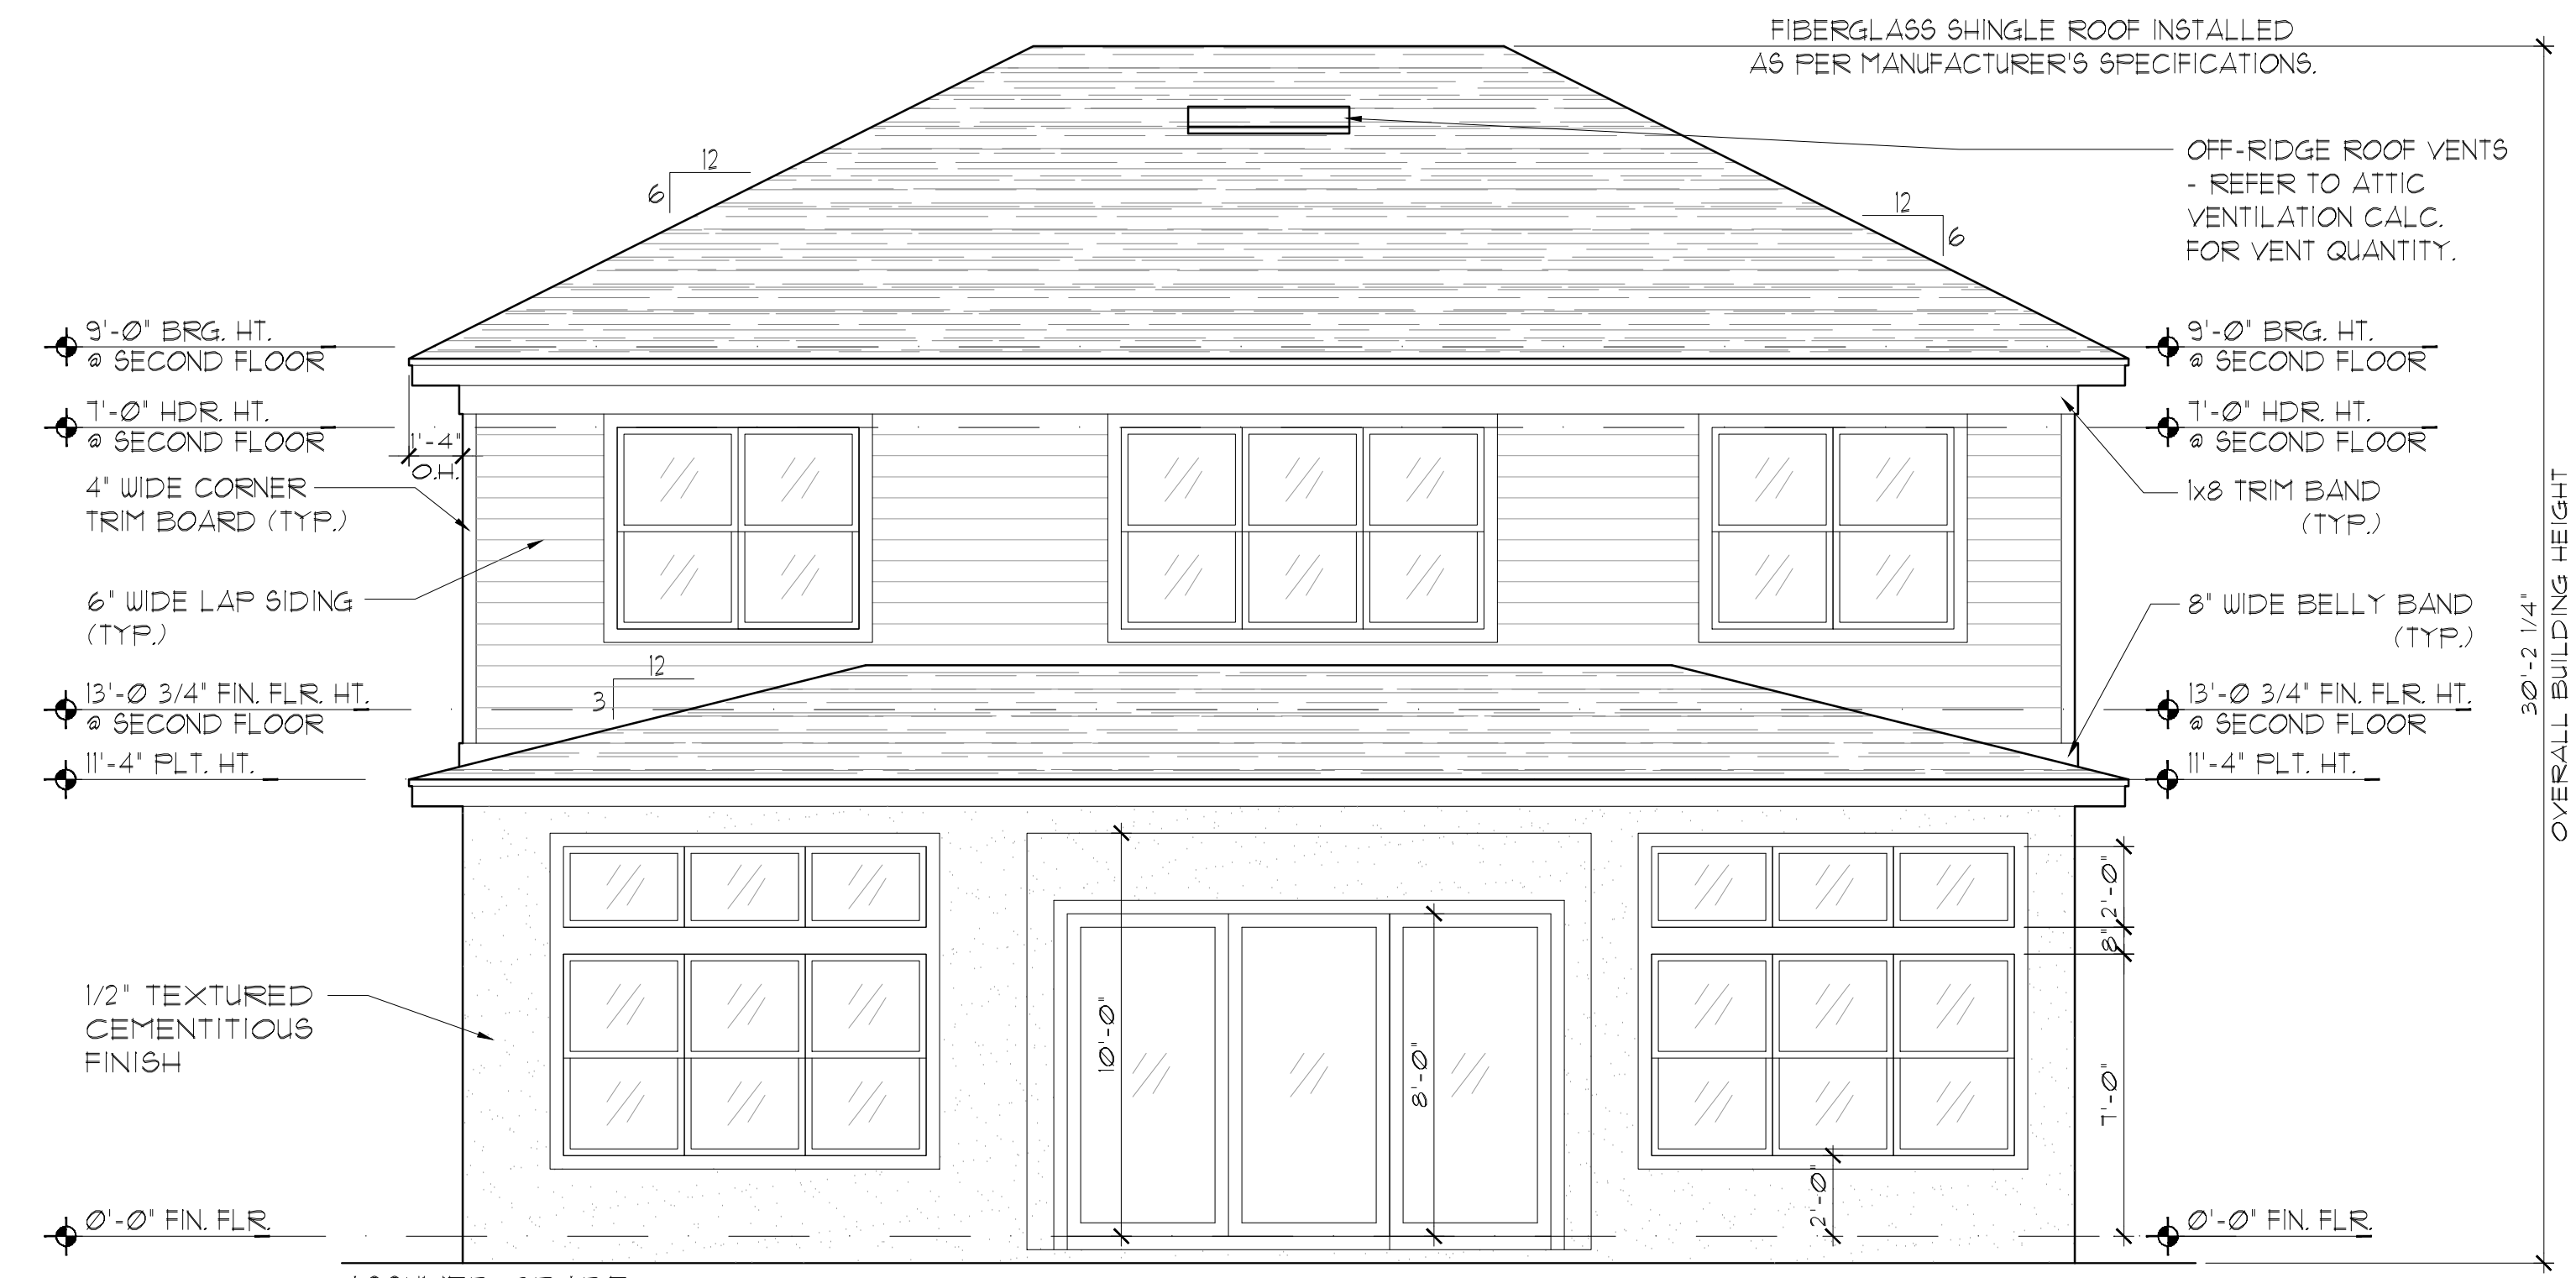 FIBERGLASS SHINGLE ROOF INSTALLED
AS PER MANUFACTURER'S SPECIFICATIONS.
12
6
OFF-RIDGE ROOF VENTS
- REFER TO ATTIC
VENTILATION CALC.
FOR VENT QUANTITY.
12
6
9'-0" BRG. HT.
@ SECOND FLOOR
9'-0" BRG. HT.
@ SECOND FLOOR
7'-0" HDR. HT.
@ SECOND FLOOR
1'-4"
O.H.
7'-0" HDR. HT.
@ SECOND FLOOR
4" WIDE CORNER
TRIM BOARD (TYP.)
1x8 TRIM BAND
(TYP.)
6" WIDE LAP SIDING
(TYP.)
8" WIDE BELLY BAND
(TYP.)
30'-2 1/4"
OVERALL BUILDING HEIGHT
12
3
13'-0 3/4" FIN. FLR. HT.
@ SECOND FLOOR
13'-0 3/4" FIN. FLR. HT.
@ SECOND FLOOR
11'-4" PLT. HT.
11'-4" PLT. HT.
2'-0"
8"
1/2" TEXTURED
CEMENTITIOUS
FINISH
10'-0"
8'-0"
7'-0"
2'-0"
0'-0" FIN. FLR.
0'-0" FIN. FLR.